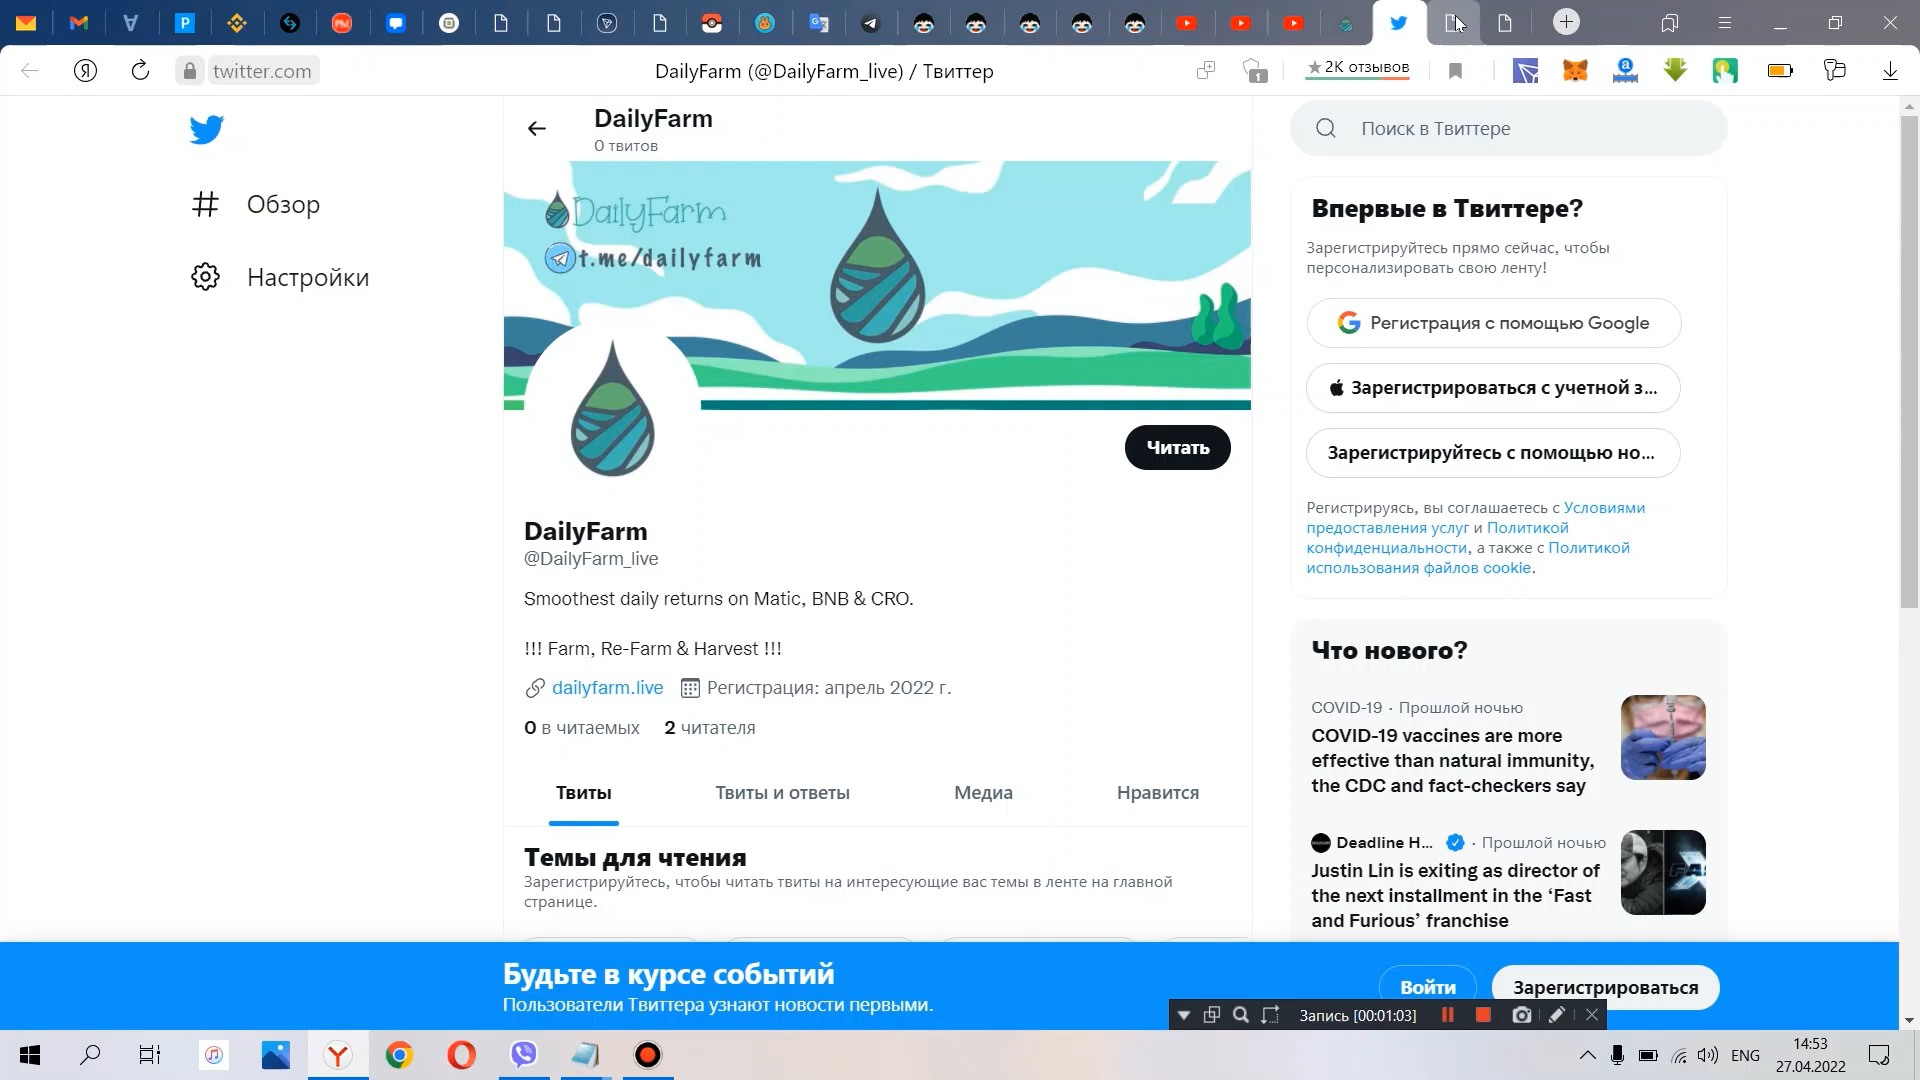 twitter.com
DailyFarm (@DailyFarm_live) / Твиттер
1
★ 2K отзывов
DailyFarm
0 твитов
Поиск в Твиттере
Обзор
Настройки
DailyFarm
t.me/dailyfarm
Читать
DailyFarm
@DailyFarm_live
Smoothest daily returns on Matic, BNB & CRO.
!!! Farm, Re-Farm & Harvest !!!
dailyfarm.live Регистрация: апрель 2022 г.
0 в читаемых 2 читателя
Твиты Твиты и ответы Медиа Нравится
Темы для чтения
Зарегистрируйтесь, чтобы читать твиты на интересующие вас темы в ленте на главной
странице.
Впервые в Твиттере?
Зарегистрируйтесь прямо сейчас, чтобы
персонализировать свою ленту!
Регистрация с помощью Google
Зарегистрироваться с учетной з...
Зарегистрируйтесь с помощью но...
Регистрируясь, вы соглашаетесь с Условиями
предоставления услуг и Политикой
конфиденциальности, а также с Политикой
использования файлов cookie.
Что нового?
COVID-19 · Прошлой ночью
COVID-19 vaccines are more
effective than natural immunity,
the CDC and fact-checkers say
Deadline H... · Прошлой ночью
Justin Lin is exiting as director of
the next installment in the ‘Fast
and Furious’ franchise
Будьте в курсе событий
Пользователи Твиттера узнают новости первыми.
Войти
Зарегистрироваться
Запись [00:01:03]
ENG
14:53
27.04.2022